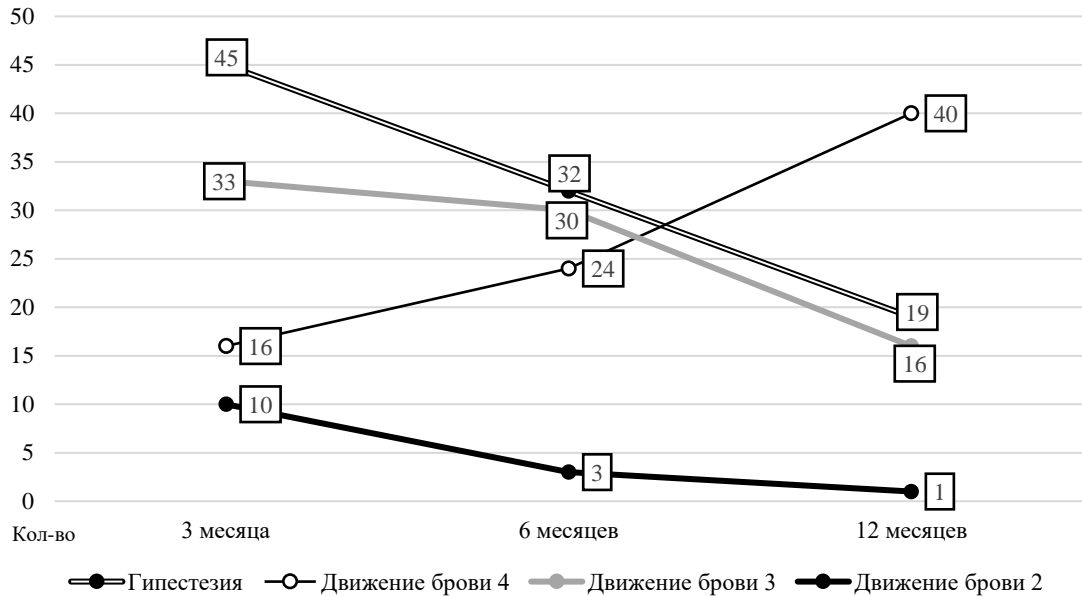 50
45
45
40
40
35
33
32
30
30
25
24
20
19
15
16
16
10
10
5
3
1
0
Кол-во
3 месяца
6 месяцев
12 месяцев
Гипестезия
Движение брови 4
Движение брови 3
Движение брови 2